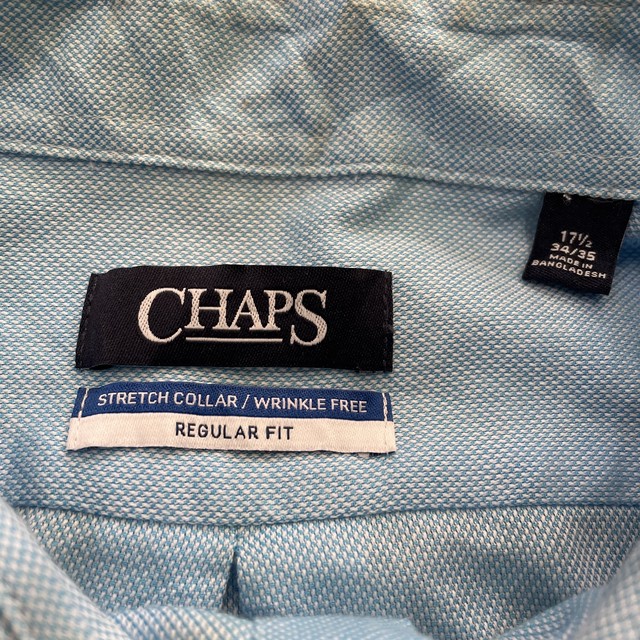 CHAPS
STRETCH COLLAR / WRINKLE FREE
REGULAR FIT
17½
34/35
MADE IN
BANGLADESH